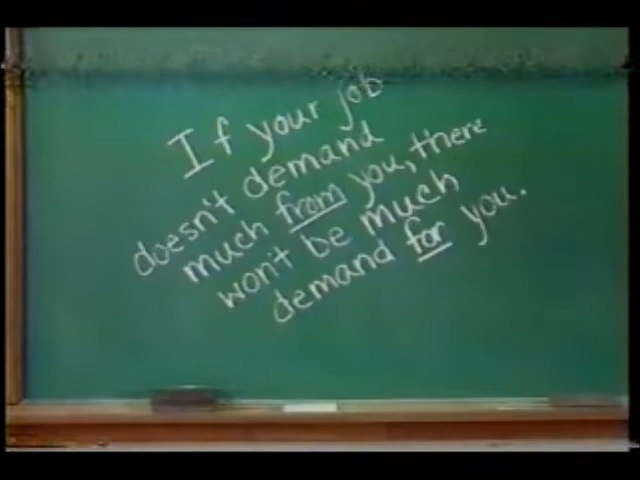 If your job
doesn't demand
much from you, there
won't be much
demand for you.